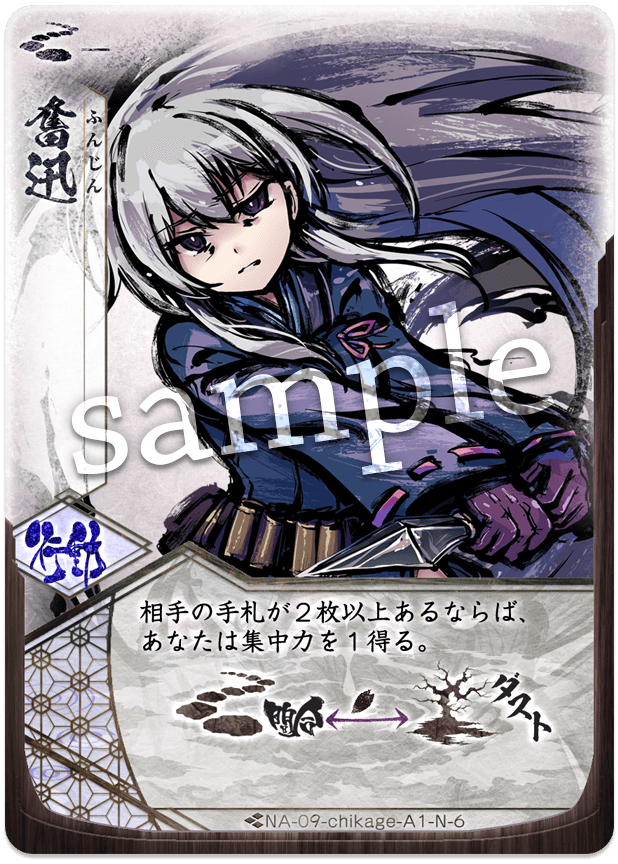 奮迅
ふんじん
sample
行動
相手の手札が２枚以上あるならば、
あなたは集中力を１得る。
間合
ダスト
NA-09-chikage-A1-N-6